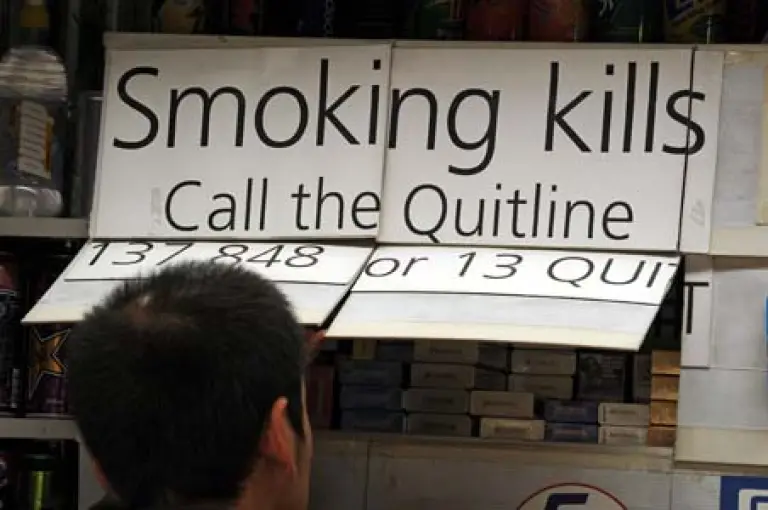 Smoking kills
Call the Quitline
137 848 or 13 QUIT